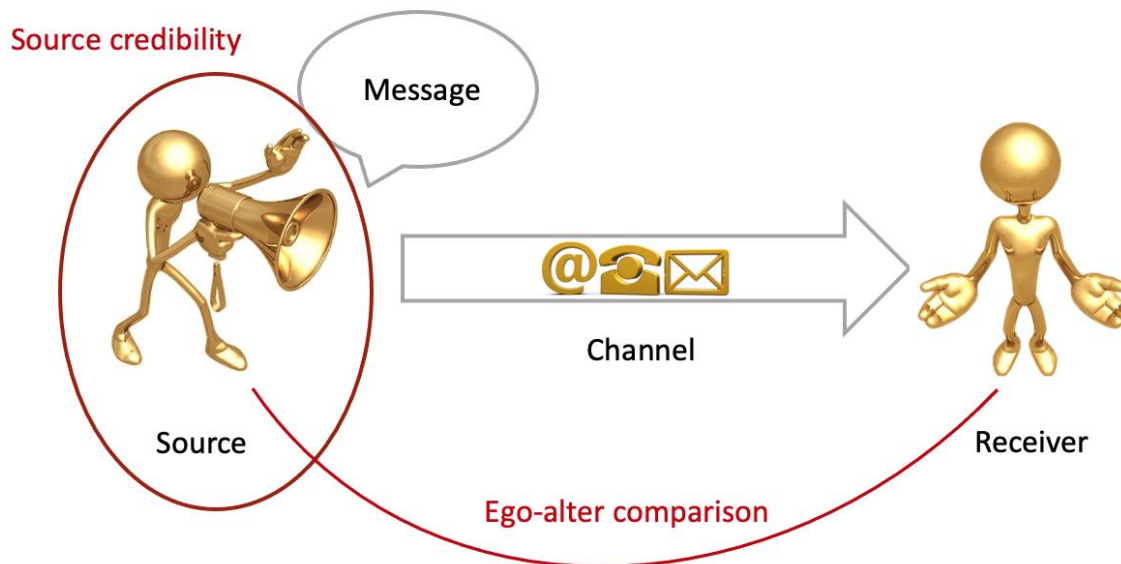 Source credibility
Message
@
Channel
Source
Receiver
Ego-alter comparison